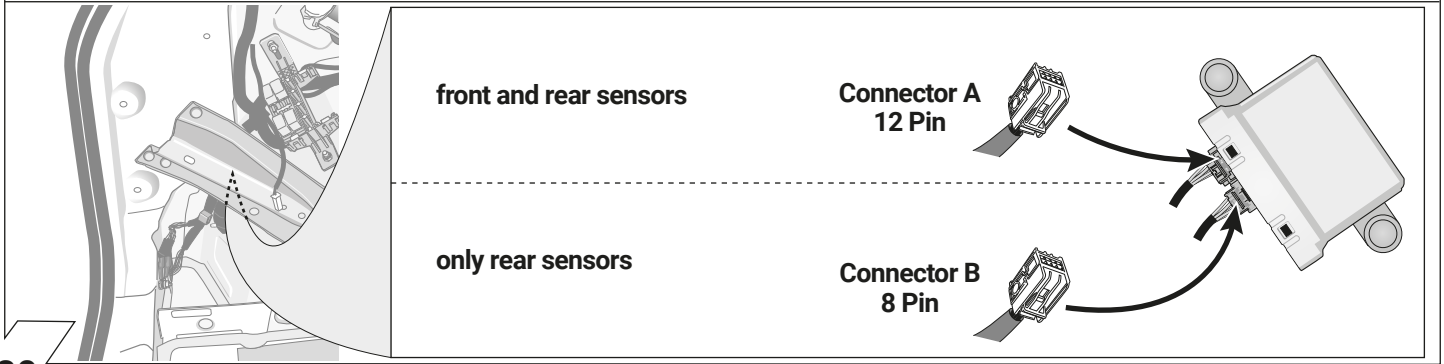 front and rear sensors
Connector A
12 Pin
only rear sensors
Connector B
8 Pin